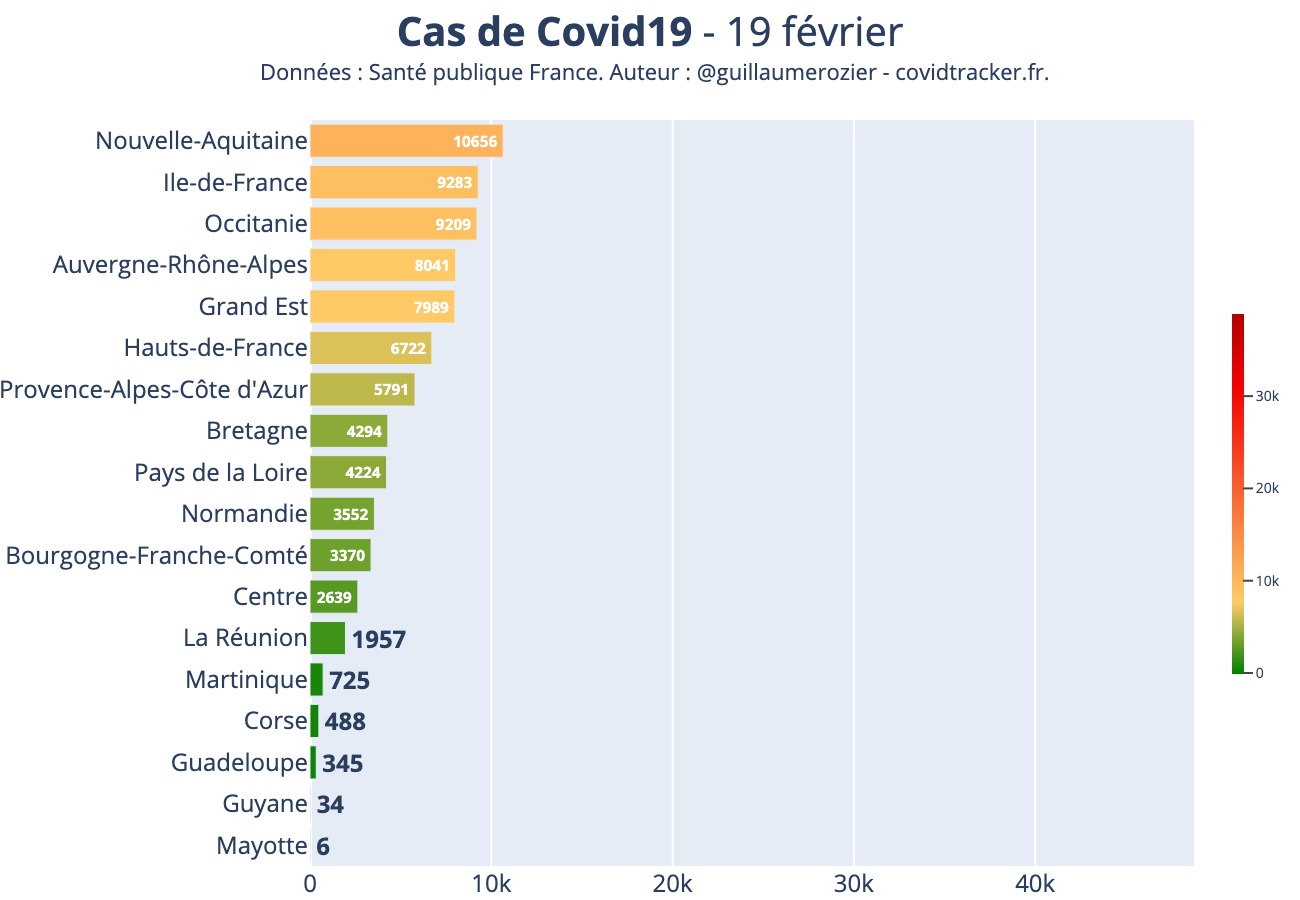 Cas de Covid19 - 19 février
Données : Santé publique France. Auteur : @guillaumerozier - covidtracker.fr.
Nouvelle-Aquitaine 10656
Ile-de-France 9283
Occitanie 9209
Auvergne-Rhône-Alpes 8041
Grand Est 7989
Hauts-de-France 6722
Provence-Alpes-Côte d'Azur 5791
Bretagne 4294
Pays de la Loire 4224
Normandie 3552
Bourgogne-Franche-Comté 3370
Centre 2639
La Réunion 1957
Martinique 725
Corse 488
Guadeloupe 345
Guyane 34
Mayotte 6
0 10k 20k 30k 40k
30k
20k
10k
0